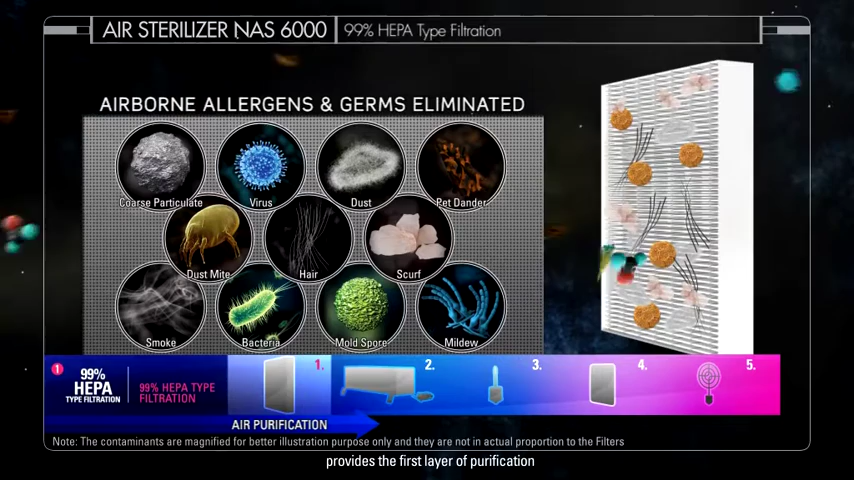 AIR STERILIZER NAS 6000
99% HEPA Type Filtration
AIRBORNE ALLERGENS & GERMS ELIMINATED
Coarse Particulate
Virus
Dust
Pet Dander
Dust Mite
Hair
Scurf
Smoke
Bacteria
Mold Spore
Mildew
1
99%
HEPA
TYPE FILTRATION
99% HEPA TYPE
FILTRATION
1.
2.
3.
4.
5.
AIR PURIFICATION
Note: The contaminants are magnified for better illustration purpose only and they are not in actual proportion to the Filters
provides the first layer of purification